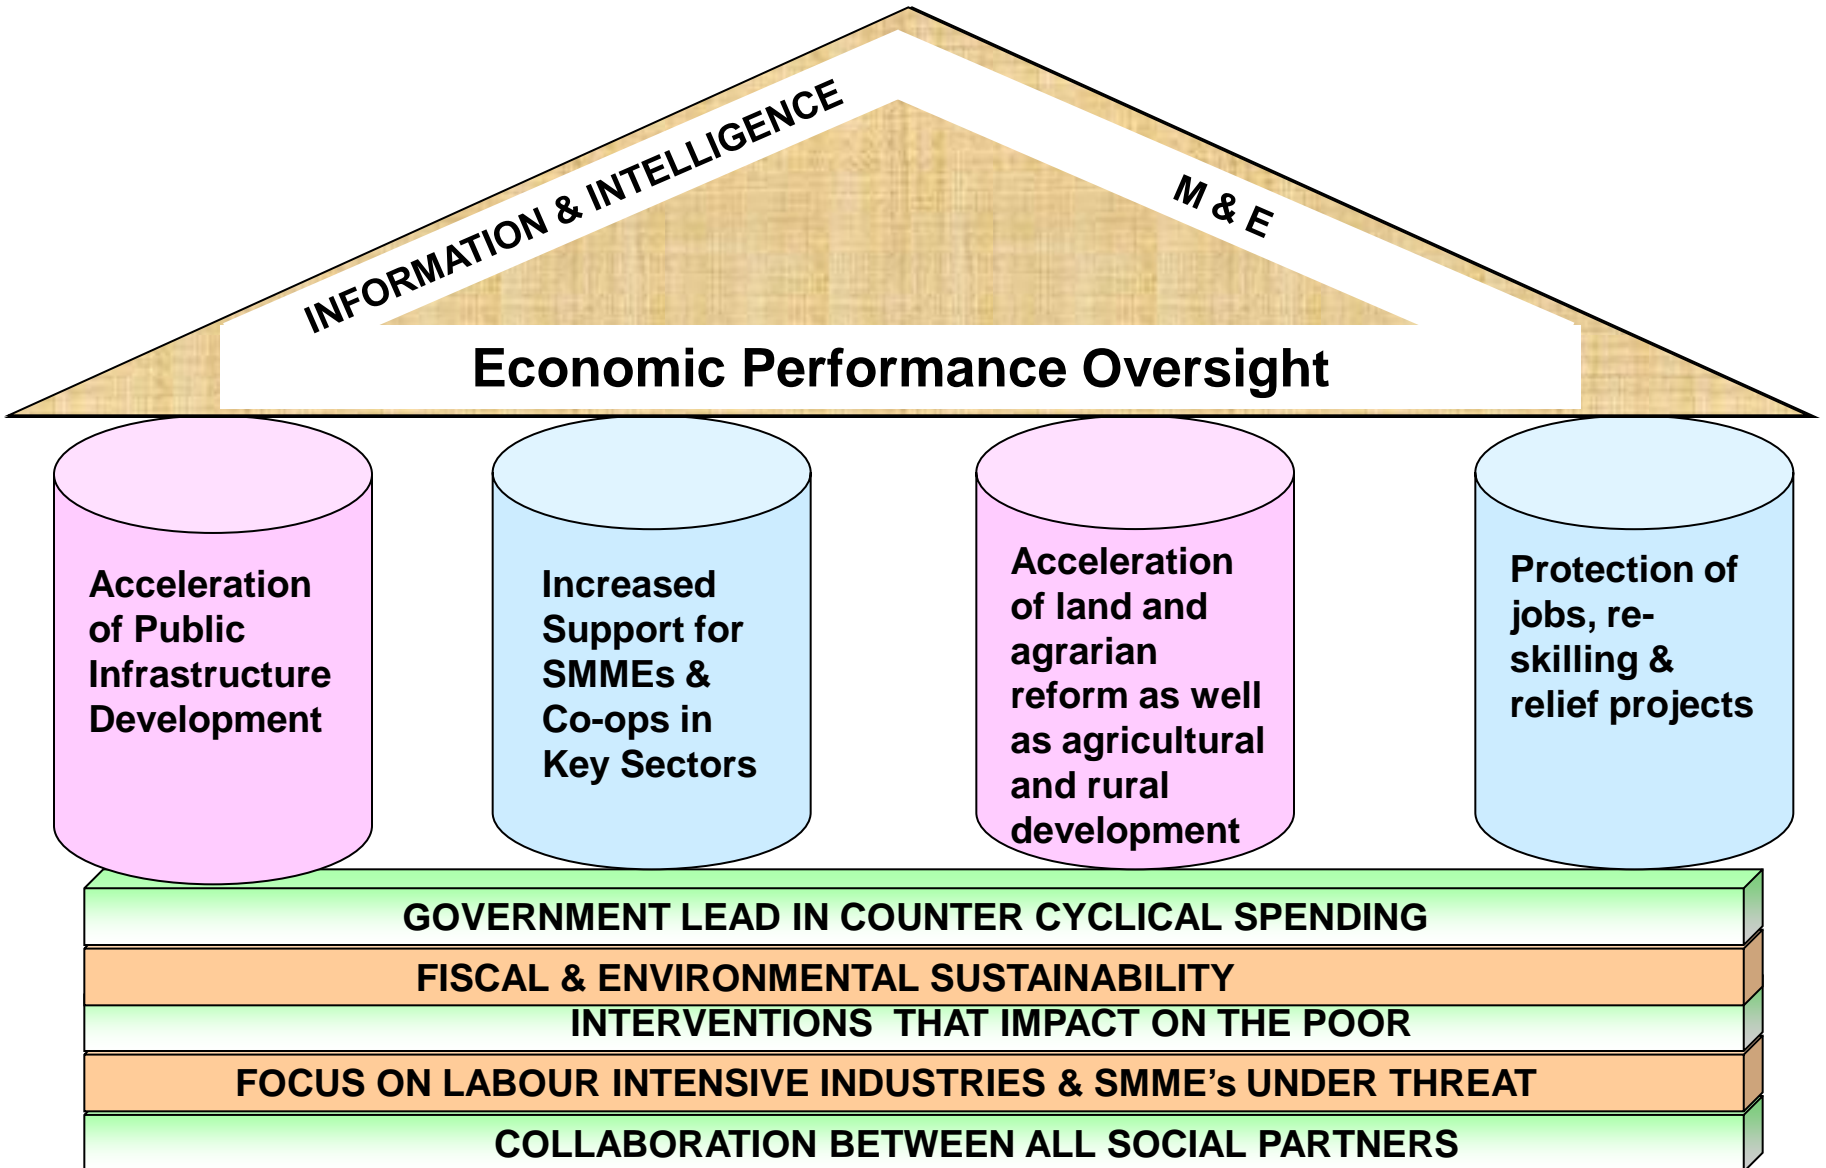 INFORMATION & INTELLIGENCE
M & E
Economic Performance Oversight
Acceleration
of Public
Infrastructure
Development
Increased
Support for
SMMEs &
Co-ops in
Key Sectors
Acceleration
of land and
agrarian
reform as well
as agricultural
and rural
development
Protection of
jobs, re-
skilling &
relief projects
GOVERNMENT LEAD IN COUNTER CYCLICAL SPENDING
FISCAL & ENVIRONMENTAL SUSTAINABILITY
INTERVENTIONS THAT IMPACT ON THE POOR
FOCUS ON LABOUR INTENSIVE INDUSTRIES & SMME's UNDER THREAT
COLLABORATION BETWEEN ALL SOCIAL PARTNERS